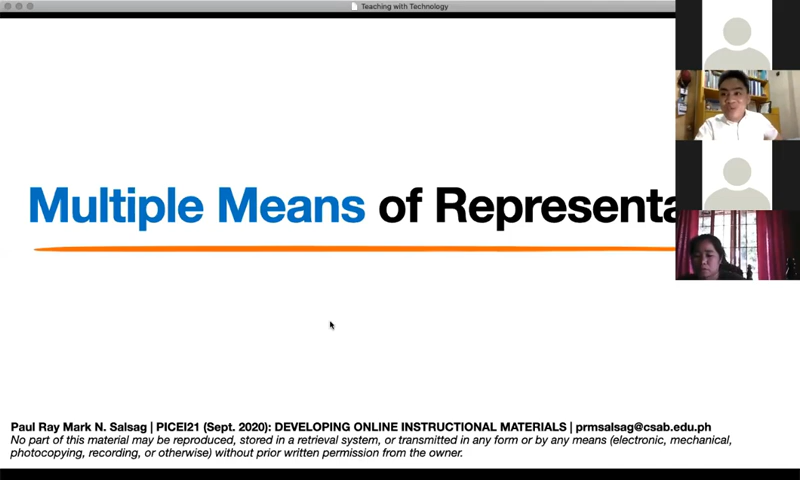 Teaching with Technology
Multiple Means of Representa
Paul Ray Mark N. Salsag | PICEI21 (Sept. 2020): DEVELOPING ONLINE INSTRUCTIONAL MATERIALS | prmsalsag@csab.edu.ph
No part of this material may be reproduced, stored in a retrieval system, or transmitted in any form or by any means (electronic, mechanical,
photocopying, recording, or otherwise) without prior written permission from the owner.